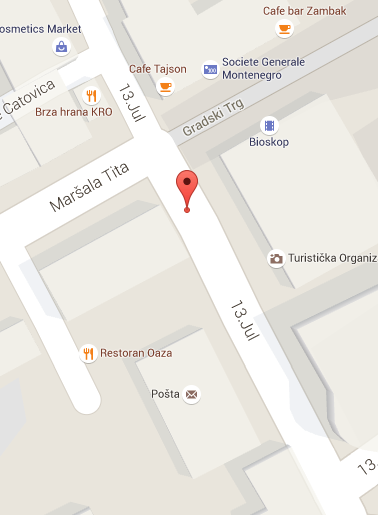 Cafe bar Zambak
osmetics Market
Societe Generale
Montenegro
Cafe Tajson
e Catovica
13.Jul
Brza hrana KRO
Gradski Trg
Bioskop
Maršala Tita
Turistička Organiz
13.Jul
Restoran Oaza
Pošta
13.